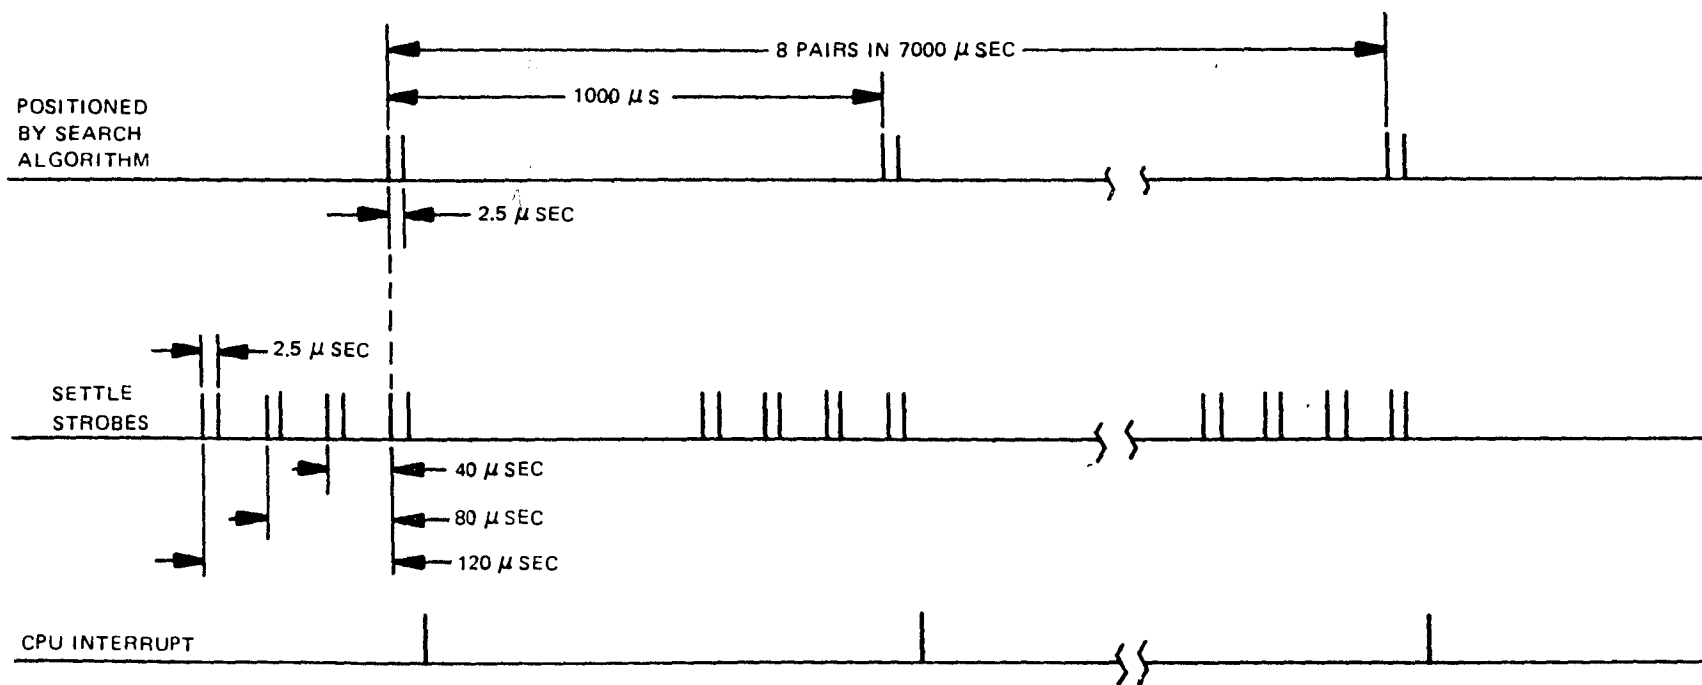 8 PAIRS IN 7000 μ SEC
1000 μ S
POSITIONED
BY SEARCH
ALGORITHM
2.5 μ SEC
2.5 μ SEC
SETTLE
STROBES
40 μ SEC
80 μ SEC
120 μ SEC
CPU INTERRUPT